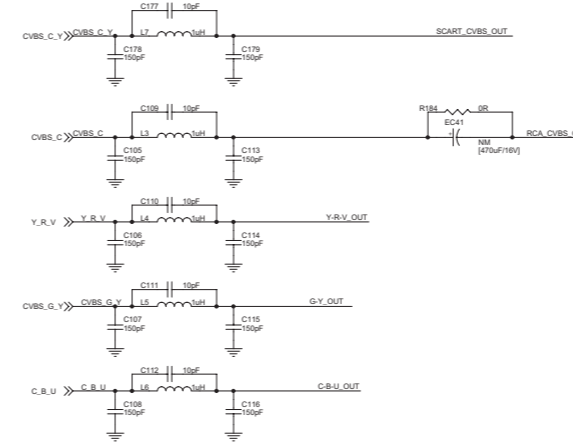 C177 10pF
CVBS_C_Y CVBS_C_Y L7 1uH SCART_CVBS_OUT
C178 C179
150pF 150pF
C109 10pF R184 0R
EC41
CVBS_C CVBS_C L3 1uH RCA_CVBS_
C105 C113 NM
150pF 150pF [470uF/16V]
C110 10pF
Y_R_V Y_R_V L4 1uH Y-R-V_OUT
C106 C114
150pF 150pF
C111 10pF
CVBS_G_Y CVBS_G_Y L5 1uH G-Y_OUT
C107 C115
150pF 150pF
C112 10pF
C_B_U C_B_U L6 1uH C-B-U_OUT
C108 C116
150pF 150pF